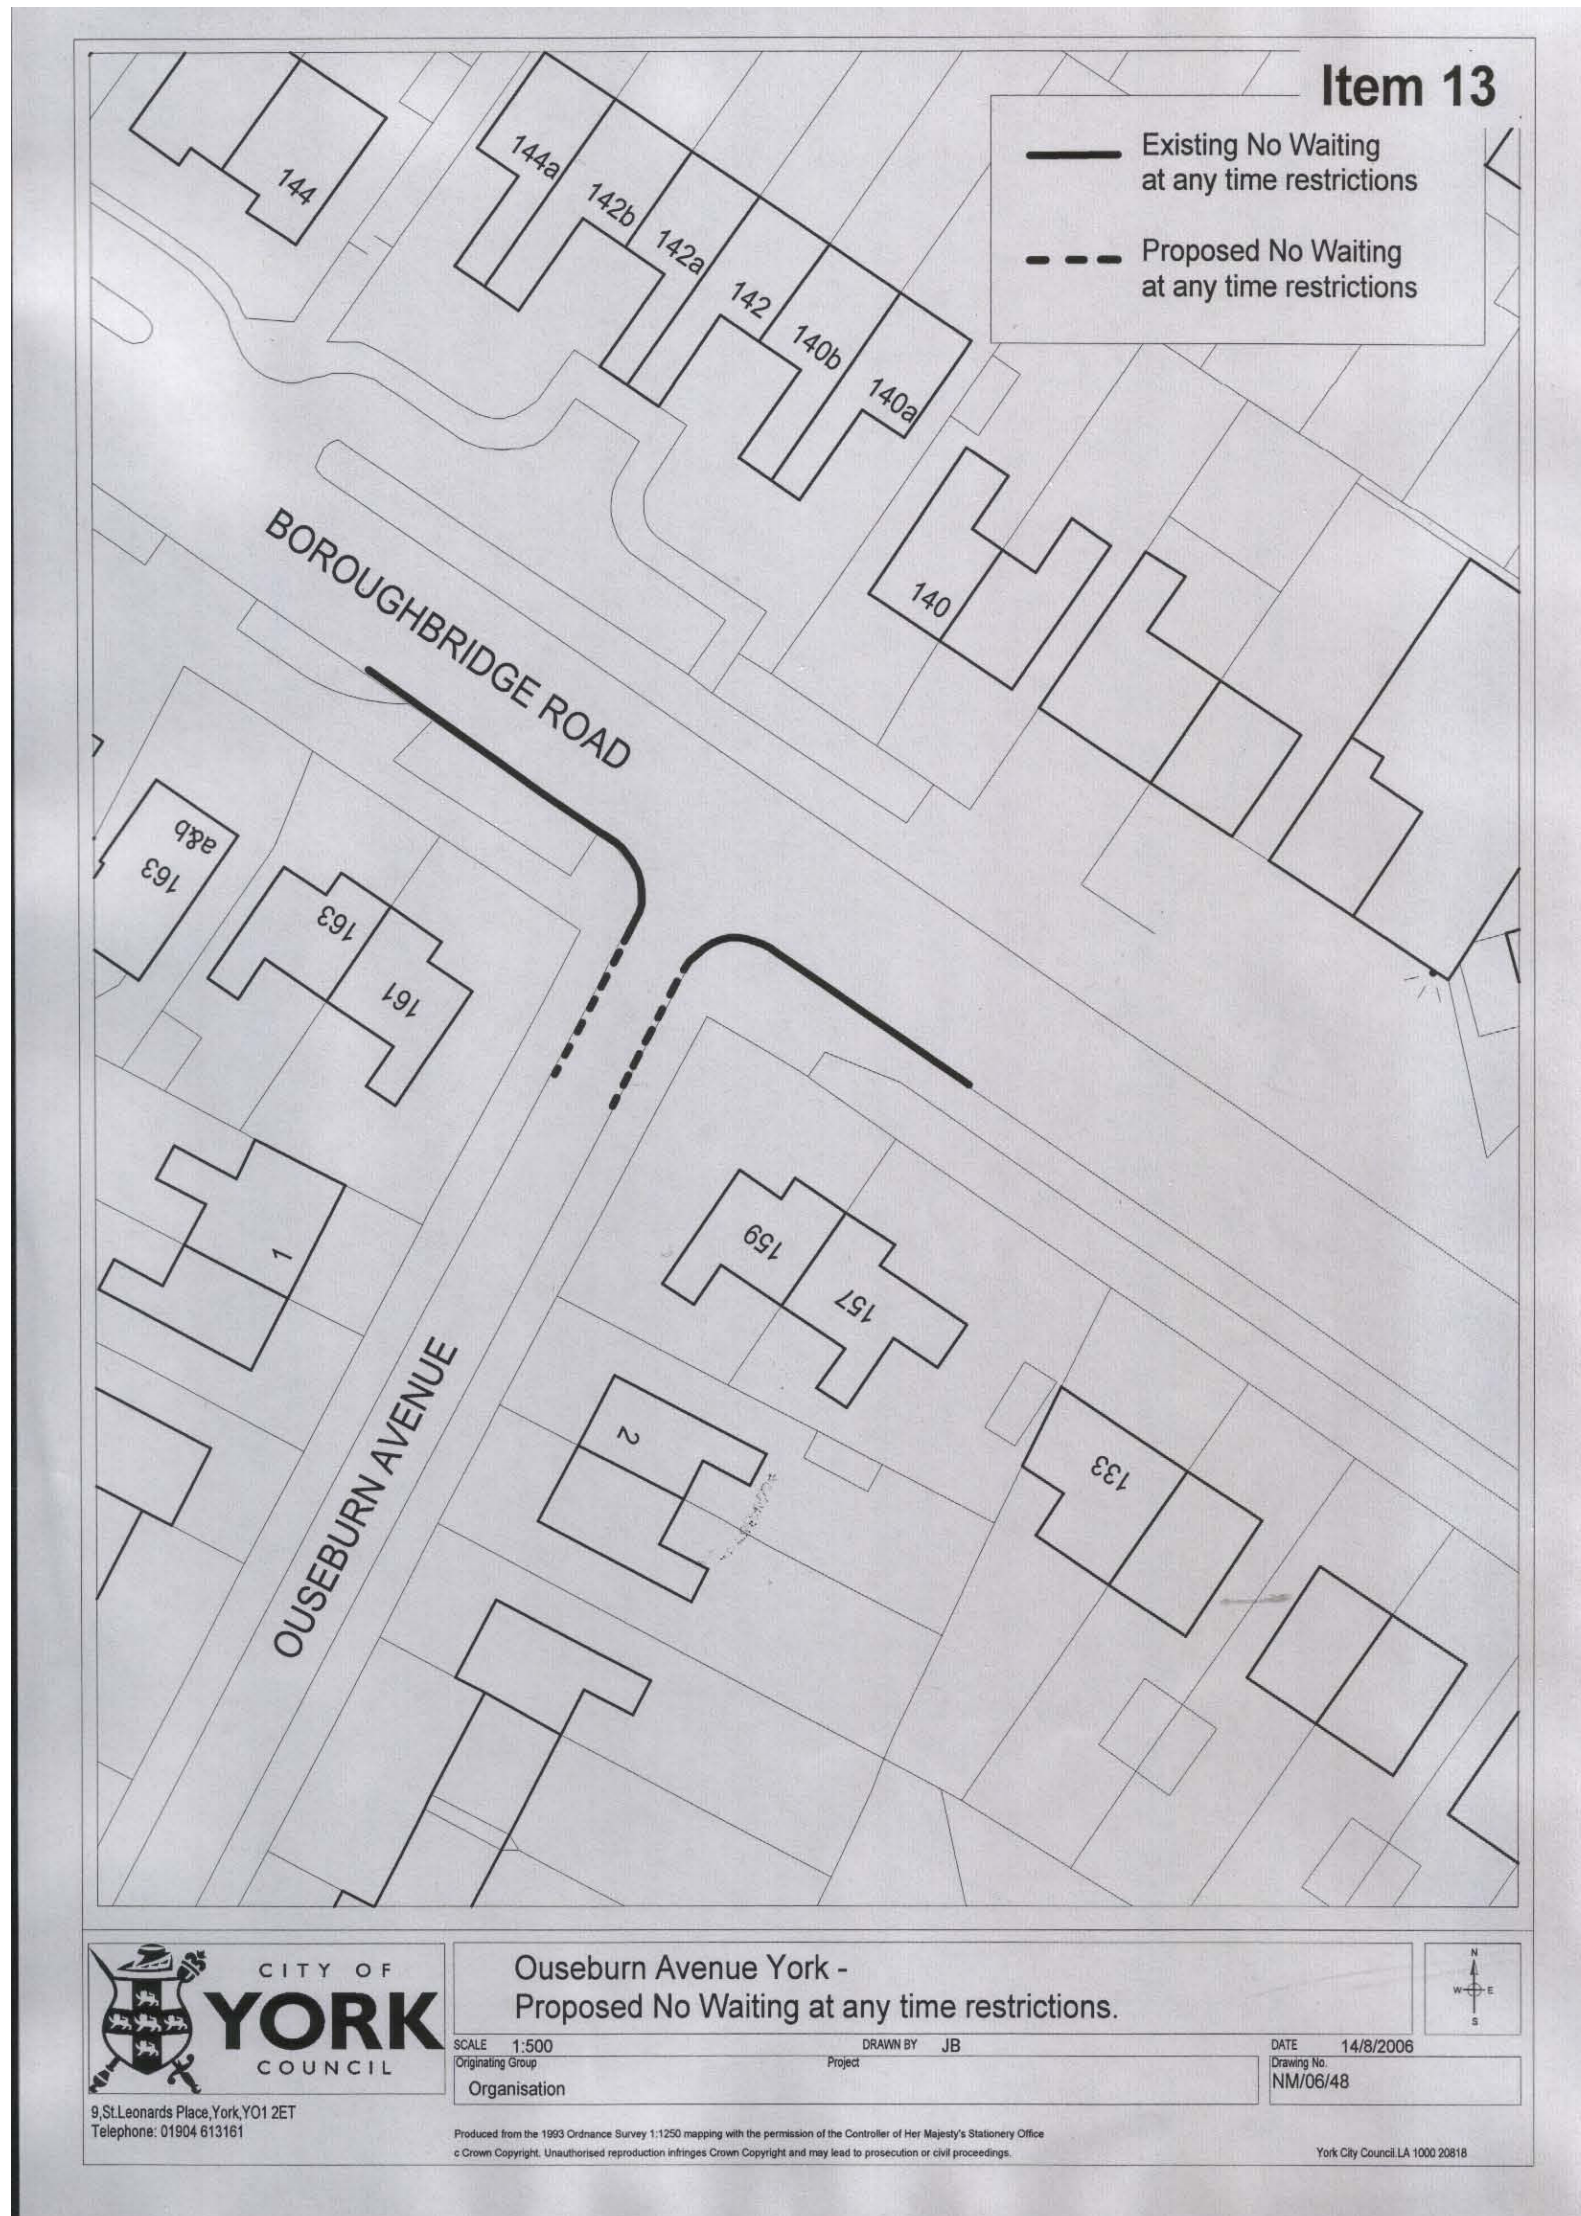 Item 13
Existing No Waiting
at any time restrictions
Proposed No Waiting
at any time restrictions
144
144a
142b
142a
142
140b
140a
140
BOROUGHBRIDGE ROAD
163
a&b
163
161
1
159
157
2
133
OUSEBURN AVENUE
CITY OF
YORK
COUNCIL
9,St.Leonards Place,York,YO1 2ET
Telephone: 01904 613161
Ouseburn Avenue York -
Proposed No Waiting at any time restrictions.
N
W E
S
SCALE 1:500
DRAWN BY JB
DATE 14/8/2006
Originating Group
Organisation
Project
Drawing No.
NM/06/48
Produced from the 1993 Ordnance Survey 1:1250 mapping with the permission of the Controller of Her Majesty's Stationery Office
c Crown Copyright. Unauthorised reproduction infringes Crown Copyright and may lead to prosecution or civil proceedings.
York City Council.LA 1000 20818